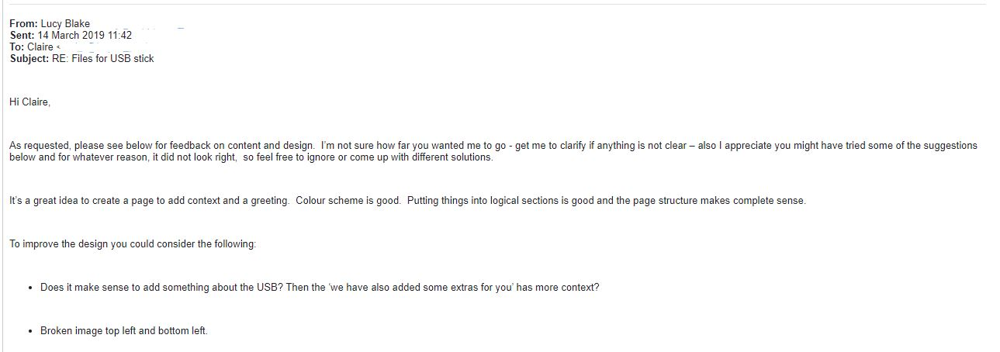 From: Lucy Blake
Sent: 14 March 2019 11:42
To: Claire <
Subject: RE: Files for USB stick
Hi Claire,
As requested, please see below for feedback on content and design.  I'm not sure how far you wanted me to go - get me to clarify if anything is not clear – also I appreciate you might have tried some of the suggestions
below and for whatever reason, it did not look right,  so feel free to ignore or come up with different solutions.
It's a great idea to create a page to add context and a greeting.  Colour scheme is good.  Putting things into logical sections is good and the page structure makes complete sense.
To improve the design you could consider the following:
• Does it make sense to add something about the USB? Then the 'we have also added some extras for you' has more context?
• Broken image top left and bottom left.